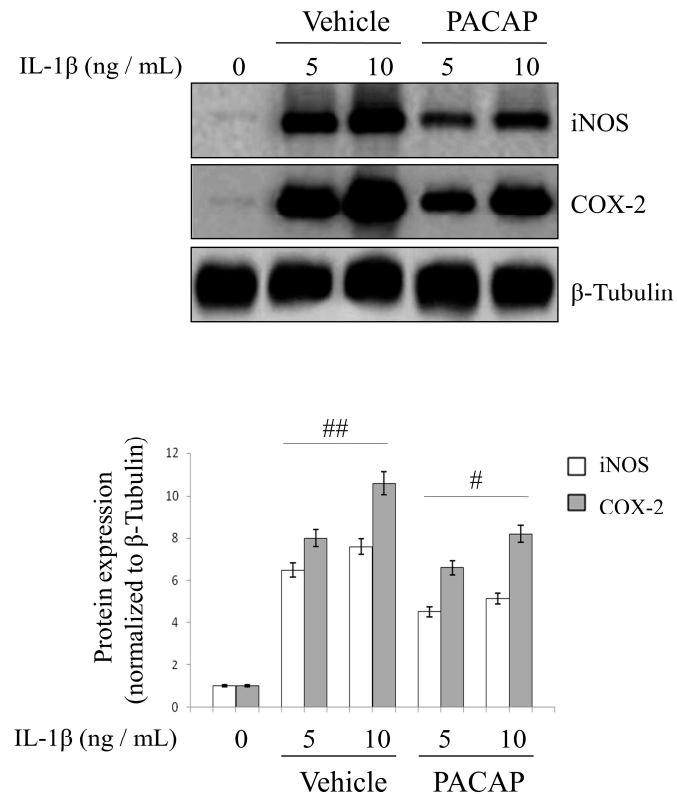 Vehicle PACAP
IL-1β (ng / mL) 0 5 10 5 10
iNOS
COX-2
β-Tubulin
Protein expression
(normalized to β-Tubulin)
12
10
8
6
4
2
0
##
#
iNOS
COX-2
IL-1β (ng / mL) 0 5 10 5 10
Vehicle PACAP